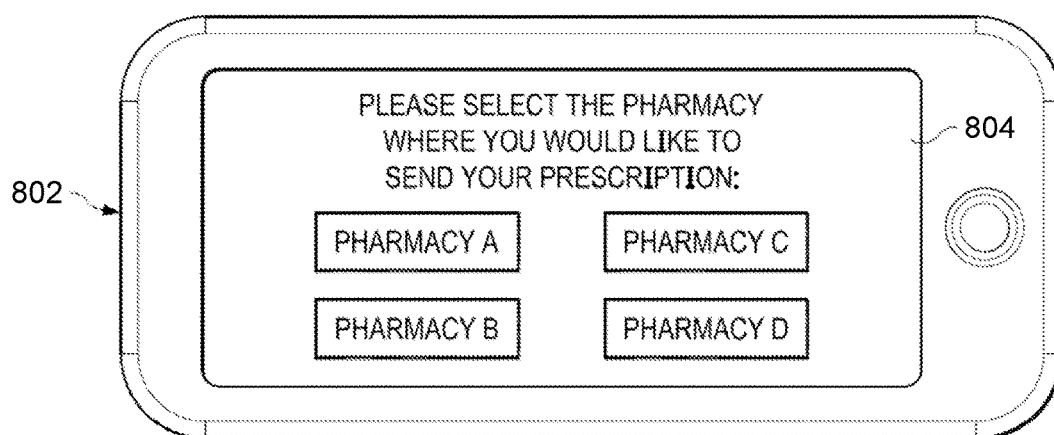 PLEASE SELECT THE PHARMACY
WHERE YOU WOULD LIKE TO
SEND YOUR PRESCRIPTION:
804
802
PHARMACY A
PHARMACY C
PHARMACY B
PHARMACY D